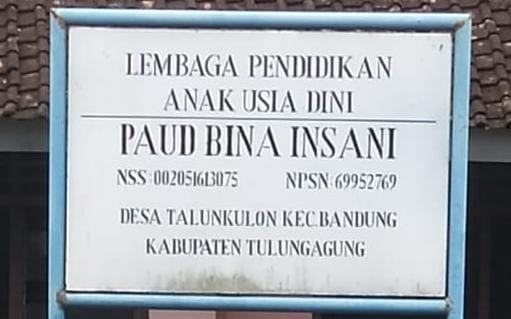 LEMBAGA PENDIDIKAN
ANAK USIA DINI
PAUD BINA INSANI
NSS:002051613075 NPSN:69952769
DESA TALUNKULON KEC.BANDUNG
KABUPATEN TULUNGAGUNG